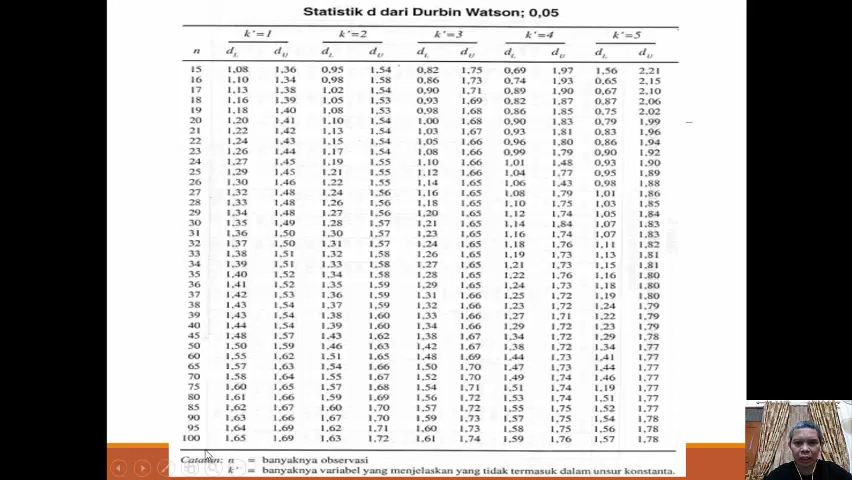 Statistik d dari Durbin Watson; 0,05
k'=1 k'=2 k'=3 k'=4 k'=5
n dL dU dL dU dL dU dL dU dL dU
15 1,08 1,36 0,95 1,54 0,82 1,75 0,69 1,97 1,56 2,21
16 1,10 1,34 0,98 1,58 0,86 1,73 0,74 1,93 0,65 2,15
17 1,13 1,38 1,02 1,54 0,90 1,71 0,89 1,90 0,67 2,10
18 1,16 1,39 1,05 1,53 0,93 1,69 0,82 1,87 0,87 2,06
19 1,18 1,40 1,08 1,53 0,98 1,68 0,86 1,85 0,75 2,02
20 1,20 1,41 1,10 1,54 1,00 1,68 0,90 1,83 0,79 1,99
21 1,22 1,42 1,13 1,54 1,03 1,67 0,93 1,81 0,83 1,96
22 1,24 1,43 1,15 1,54 1,05 1,66 0,96 1,80 0,86 1,94
23 1,26 1,44 1,17 1,54 1,08 1,66 0,99 1,79 0,90 1,92
24 1,27 1,45 1,19 1,55 1,10 1,66 1,01 1,48 0,93 1,90
25 1,29 1,45 1,21 1,55 1,12 1,66 1,04 1,77 0,95 1,89
26 1,30 1,46 1,22 1,55 1,14 1,65 1,06 1,43 0,98 1,88
27 1,32 1,48 1,24 1,56 1,16 1,65 1,08 1,79 1,01 1,86
28 1,33 1,48 1,26 1,56 1,18 1,65 1,10 1,75 1,03 1,85
29 1,34 1,48 1,27 1,56 1,20 1,65 1,12 1,74 1,05 1,84
30 1,35 1,49 1,28 1,57 1,21 1,65 1,14 1,84 1,07 1,83
31 1,36 1,50 1,30 1,57 1,23 1,65 1,16 1,74 1,07 1,83
32 1,37 1,50 1,31 1,57 1,24 1,65 1,18 1,76 1,11 1,82
33 1,38 1,51 1,32 1,58 1,26 1,65 1,19 1,73 1,13 1,81
34 1,39 1,51 1,33 1,58 1,27 1,65 1,21 1,73 1,15 1,81
35 1,40 1,52 1,34 1,58 1,28 1,65 1,22 1,76 1,16 1,80
36 1,41 1,52 1,35 1,59 1,29 1,65 1,24 1,73 1,18 1,80
37 1,42 1,53 1,36 1,59 1,31 1,66 1,25 1,72 1,19 1,80
38 1,43 1,54 1,37 1,59 1,32 1,66 1,23 1,72 1,24 1,79
39 1,43 1,54 1,38 1,60 1,33 1,66 1,27 1,71 1,22 1,79
40 1,44 1,54 1,39 1,60 1,34 1,66 1,29 1,72 1,23 1,79
45 1,48 1,57 1,43 1,62 1,38 1,67 1,34 1,72 1,29 1,78
50 1,50 1,59 1,46 1,63 1,42 1,67 1,38 1,72 1,34 1,77
60 1,55 1,62 1,51 1,65 1,48 1,69 1,44 1,73 1,41 1,77
65 1,57 1,63 1,54 1,66 1,50 1,70 1,47 1,73 1,44 1,77
70 1,58 1,64 1,55 1,67 1,52 1,70 1,49 1,74 1,46 1,77
75 1,60 1,65 1,57 1,68 1,54 1,71 1,51 1,74 1,19 1,77
80 1,61 1,66 1,59 1,69 1,56 1,72 1,53 1,74 1,51 1,77
85 1,62 1,67 1,60 1,70 1,57 1,72 1,55 1,75 1,52 1,77
90 1,63 1,66 1,67 1,70 1,59 1,73 1,57 1,75 1,54 1,78
95 1,64 1,69 1,62 1,71 1,60 1,73 1,58 1,75 1,56 1,78
100 1,65 1,69 1,63 1,72 1,61 1,74 1,59 1,76 1,57 1,78
Catatan: n = banyaknya observasi
k' = banyaknya variabel yang menjelaskan yang tidak termasuk dalam unsur konstanta.